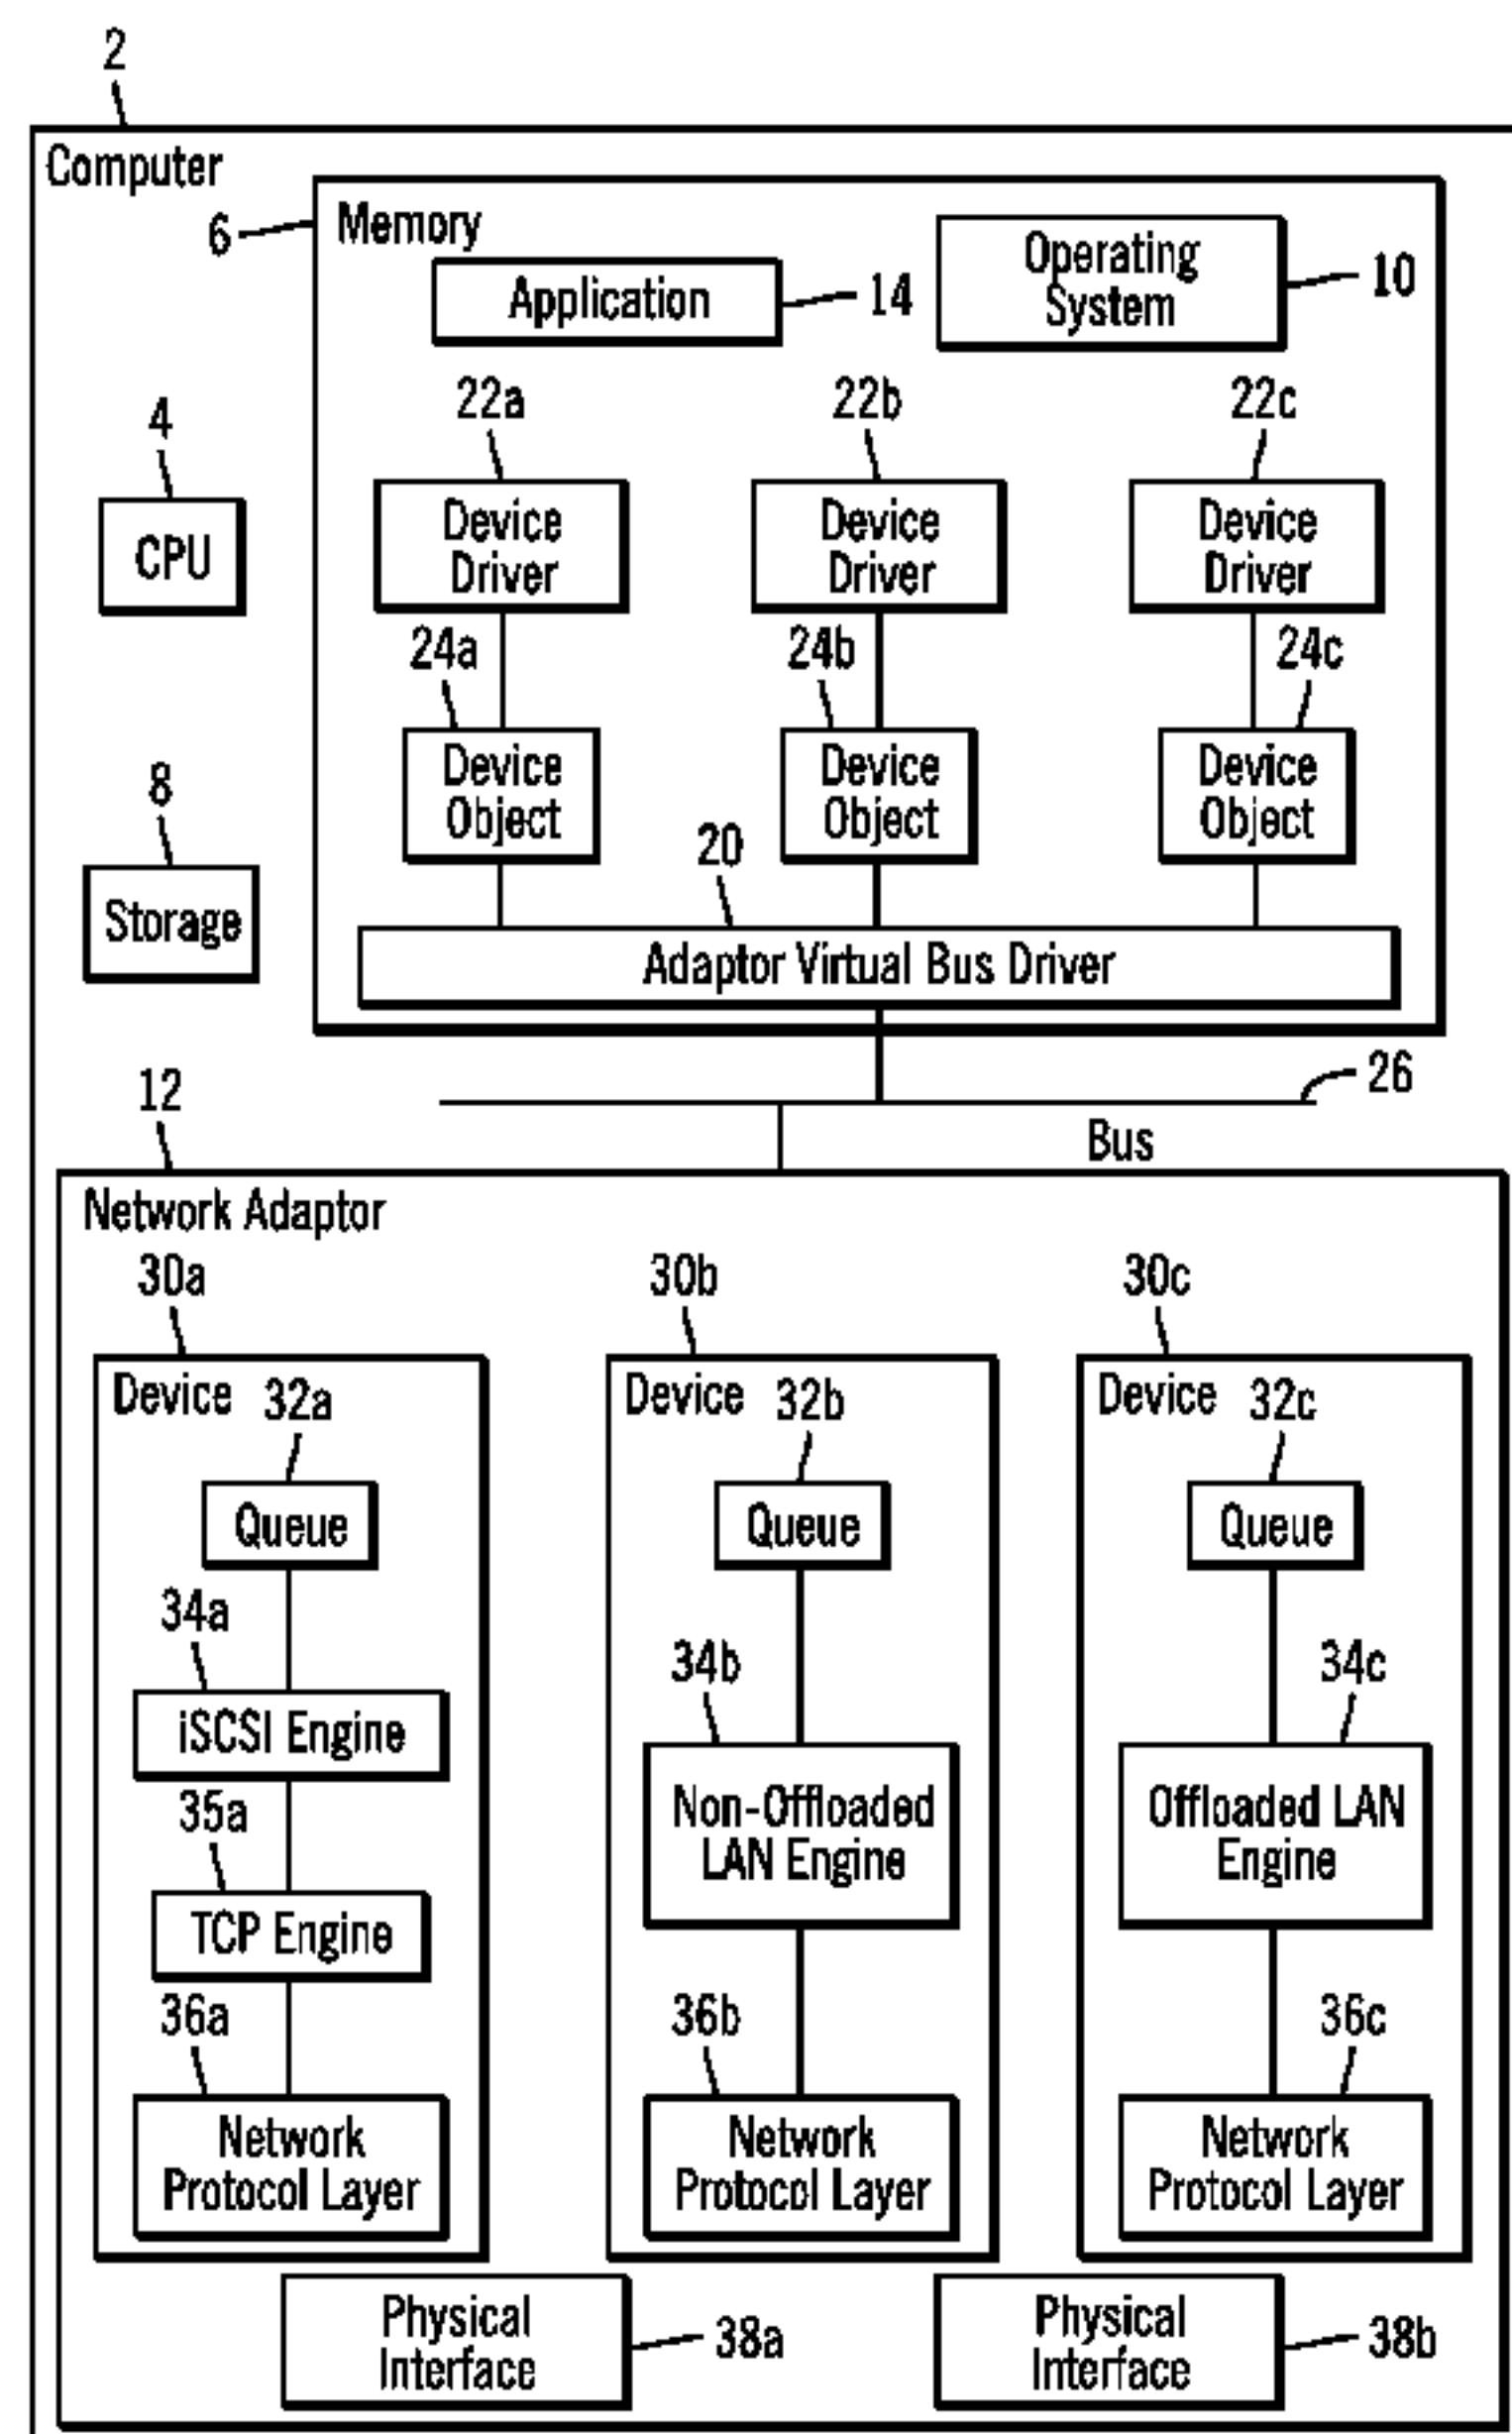 2
Computer
6
Memory
Application
14
Operating
System
10
22a
22b
22c
4
CPU
Device
Driver
Device
Driver
Device
Driver
24a
24b
24c
Device
Object
Device
Object
Device
Object
8
Storage
20
Adaptor Virtual Bus Driver
26
Bus
12
Network Adaptor
30a
30b
30c
Device
32a
Queue
34a
iSCSI Engine
35a
TCP Engine
36a
Network
Protocol Layer
Device
32b
Queue
34b
Non-Offloaded
LAN Engine
36b
Network
Protocol Layer
Device
32c
Queue
34c
Offloaded LAN
Engine
36c
Network
Protocol Layer
Physical
Interface
38a
Physical
Interface
38b